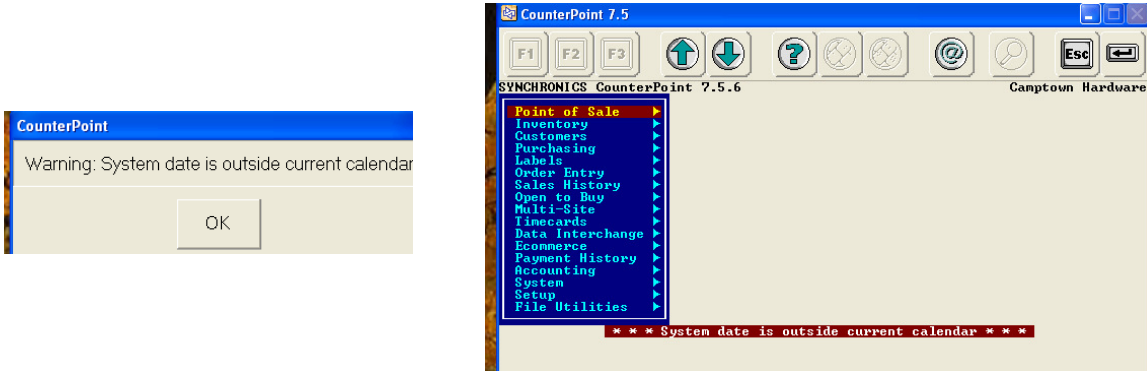 CounterPoint
Warning: System date is outside current calendar
OK
CounterPoint 7.5
F1 F2 F3 ? @ Esc
SYNCHRONICS CounterPoint 7.5.6 Camptown Hardware
Point of Sale
Inventory
Customers
Purchasing
Labels
Order Entry
Sales History
Open to Buy
Multi-Site
Timecards
Data Interchange
Ecommerce
Payment History
Accounting
System
Setup
File Utilities
* * * System date is outside current calendar * * *